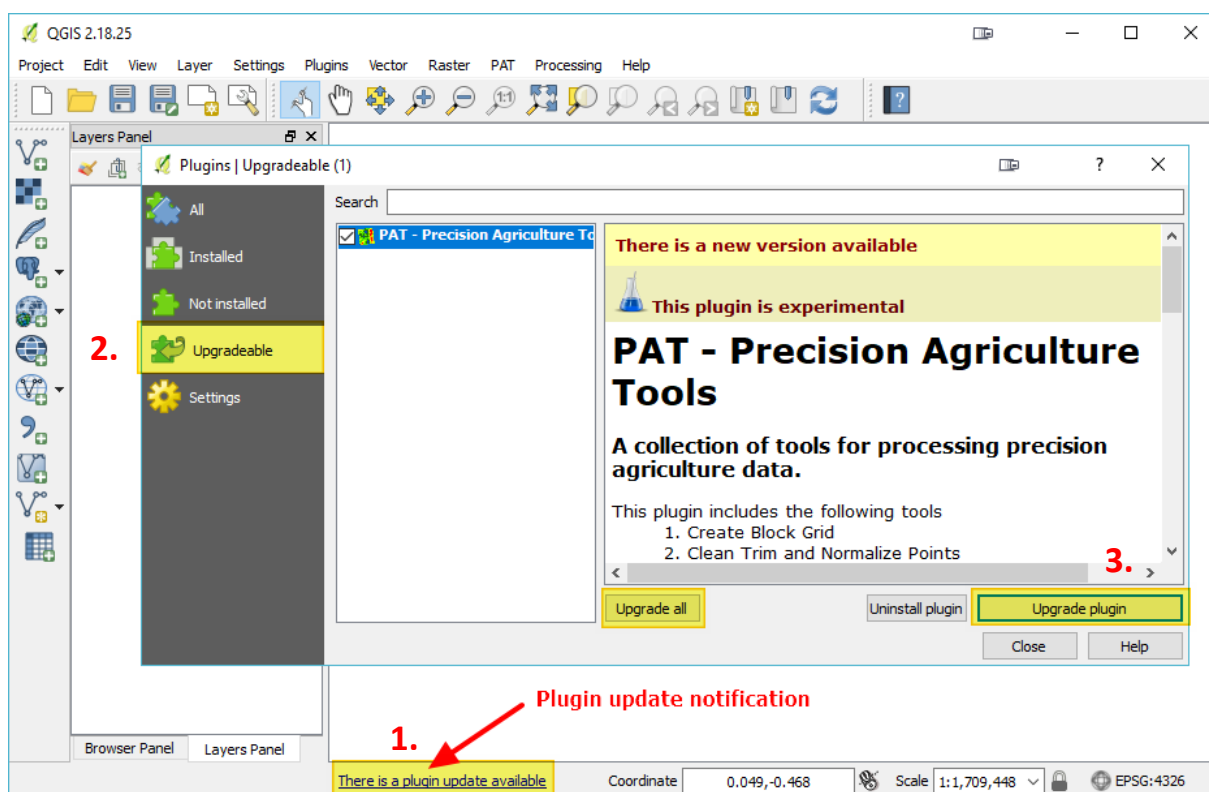 QGIS 2.18.25
Project Edit View Layer Settings Plugins Vector Raster PAT Processing Help
1:1
?
Layers Panel
Plugins | Upgradeable (1)
?
All
Installed
Not installed
2.
Upgradeable
Settings
Search
PAT - Precision Agriculture To
There is a new version available
This plugin is experimental
PAT - Precision Agriculture
Tools
A collection of tools for processing precision
agriculture data.
This plugin includes the following tools
1. Create Block Grid
2. Clean Trim and Normalize Points
3.
Upgrade all Uninstall plugin Upgrade plugin
Close Help
Plugin update notification
1.
Browser Panel Layers Panel
There is a plugin update available Coordinate 0.049,-0.468 Scale 1:1,709,448 EPSG:4326